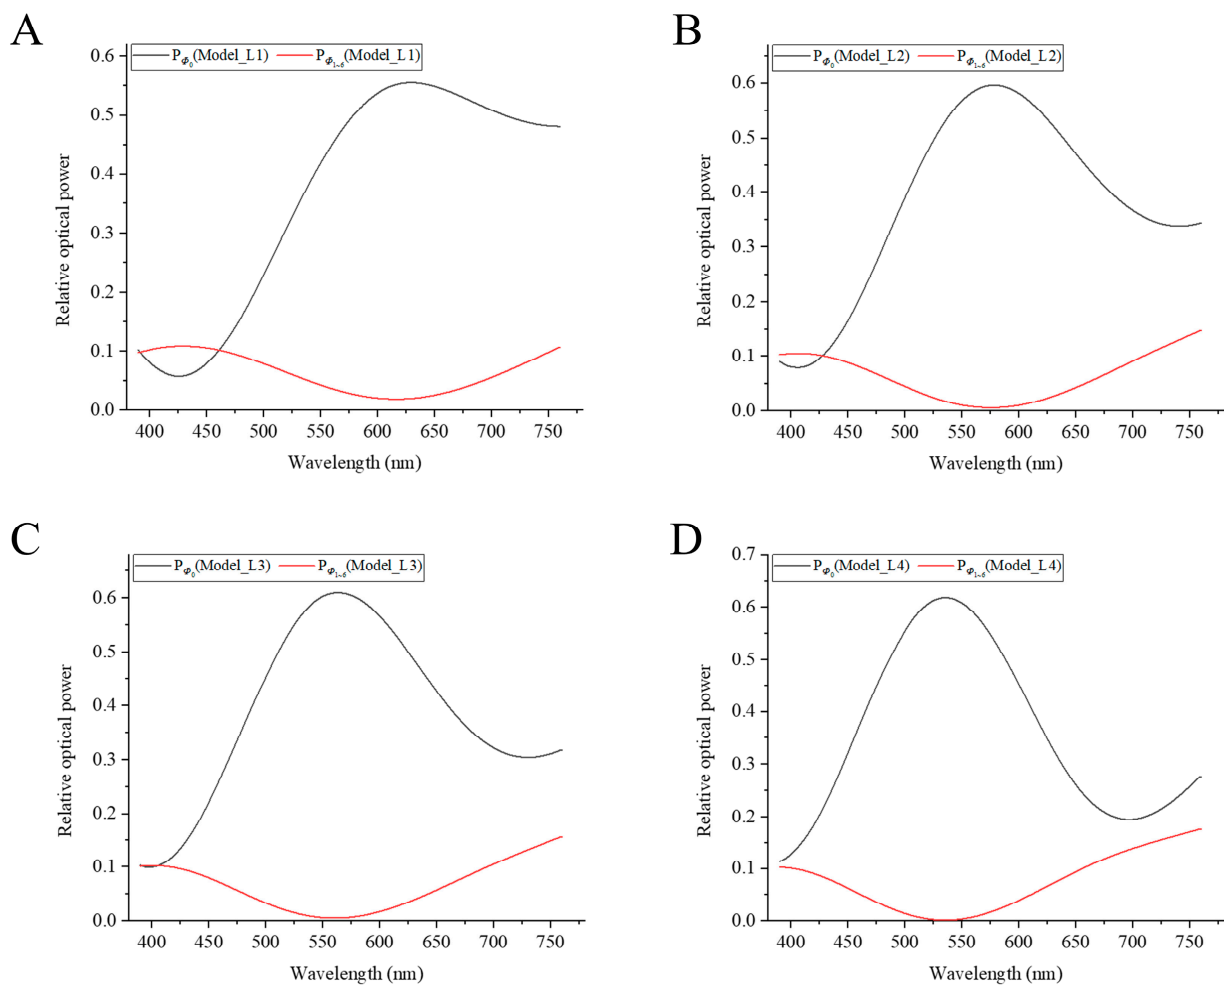 A
P𝛷0(Model_L1) P𝛷1~6(Model_L1)
0.6
0.5
0.4
0.3
0.2
0.1
0.0
Relative optical power
400 450 500 550 600 650 700 750
Wavelength (nm)
B
P𝛷0(Model_L2) P𝛷1~6(Model_L2)
0.6
0.5
0.4
0.3
0.2
0.1
0.0
Relative optical power
400 450 500 550 600 650 700 750
Wavelength (nm)
C
P𝛷0(Model_L3) P𝛷1~6(Model_L3)
0.6
0.5
0.4
0.3
0.2
0.1
0.0
Relative optical power
400 450 500 550 600 650 700 750
Wavelength (nm)
D
P𝛷0(Model_L4) P𝛷1~6(Model_L4)
0.7
0.6
0.5
0.4
0.3
0.2
0.1
0.0
Relative optical power
400 450 500 550 600 650 700 750
Wavelength (nm)